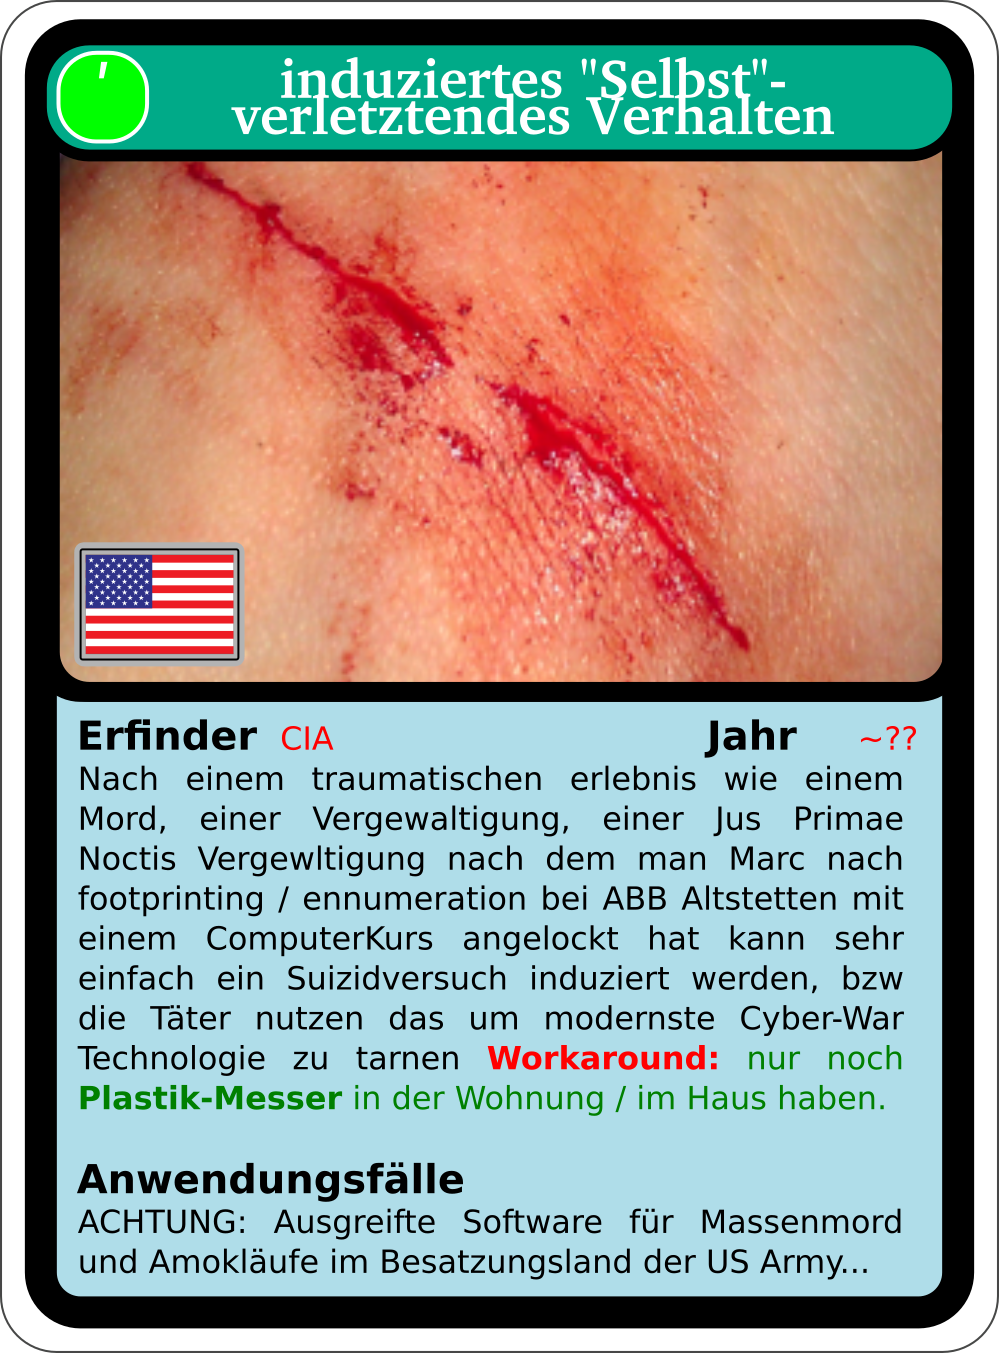 '
induziertes "Selbst"-
verletztendes Verhalten
Erfinder CIA Jahr ~??
Nach einem traumatischen erlebnis wie einem
Mord, einer Vergewaltigung, einer Jus Primae
Noctis Vergewltigung nach dem man Marc nach
footprinting / ennumeration bei ABB Altstetten mit
einem ComputerKurs angelockt hat kann sehr
einfach ein Suizidversuch induziert werden, bzw
die Täter nutzen das um modernste Cyber-War
Technologie zu tarnen Workaround: nur noch
Plastik-Messer in der Wohnung / im Haus haben.
Anwendungsfälle
ACHTUNG: Ausgreifte Software für Massenmord
und Amokläufe im Besatzungsland der US Army...